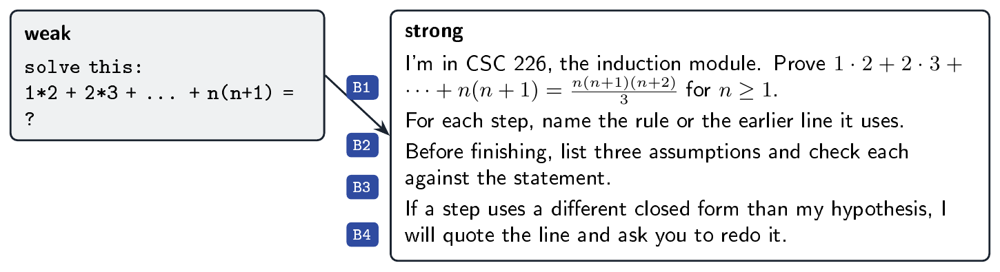 weak
solve this:
1*2 + 2*3 + ... + n(n+1) =
?
B1
B2
B3
B4
strong
I'm in CSC 226, the induction module. Prove 1 · 2 + 2 · 3 +
⋯ + n(n + 1) = n(n+1)(n+2)/3 for n ≥ 1.
For each step, name the rule or the earlier line it uses.
Before finishing, list three assumptions and check each
against the statement.
If a step uses a different closed form than my hypothesis, I
will quote the line and ask you to redo it.